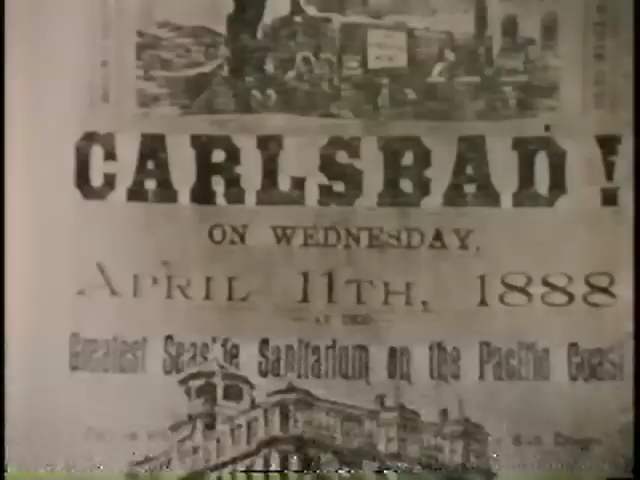 CARLSBAD!
ON WEDNESDAY,
APRIL 11TH, 1888
AT THE
Greatest Seaside Sanitarium on the Pacific Coast